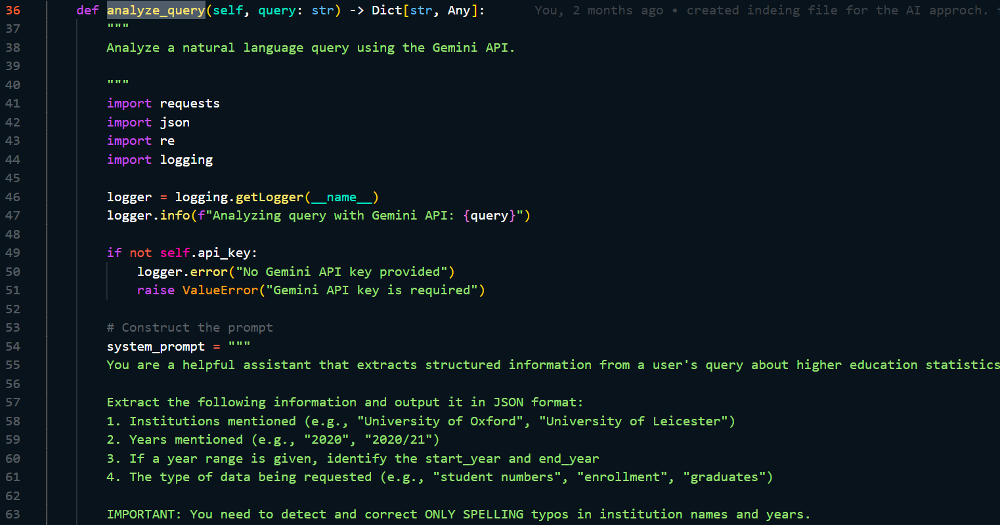 36 def analyze_query(self, query: str) -> Dict[str, Any]: You, 2 months ago • created indeing file for the AI approch.
37 """
38 Analyze a natural language query using the Gemini API.
39
40 """
41 import requests
42 import json
43 import re
44 import logging
45
46 logger = logging.getLogger(__name__)
47 logger.info(f"Analyzing query with Gemini API: {query}")
48
49 if not self.api_key:
50 logger.error("No Gemini API key provided")
51 raise ValueError("Gemini API key is required")
52
53 # Construct the prompt
54 system_prompt = """
55 You are a helpful assistant that extracts structured information from a user's query about higher education statistics
56
57 Extract the following information and output it in JSON format:
58 1. Institutions mentioned (e.g., "University of Oxford", "University of Leicester")
59 2. Years mentioned (e.g., "2020", "2020/21")
60 3. If a year range is given, identify the start_year and end_year
61 4. The type of data being requested (e.g., "student numbers", "enrollment", "graduates")
62
63 IMPORTANT: You need to detect and correct ONLY SPELLING typos in institution names and years.